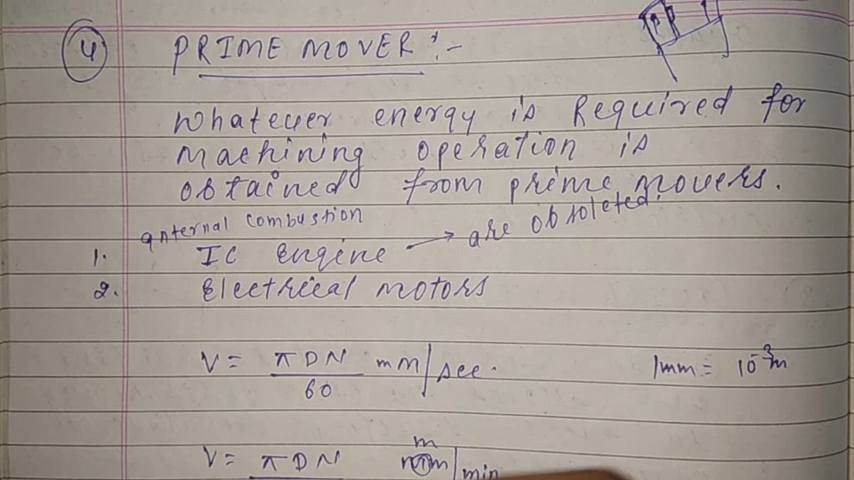 4 PRIME MOVER :-
Whatever energy is Required for
Machining operation is
obtained from prime movers.
internal combustion
1. IC Engine → are obsoleted.
2. Electrical motors
V = πDN/60 mm/sec. 1mm = 10⁻³m
V = πDN m/min